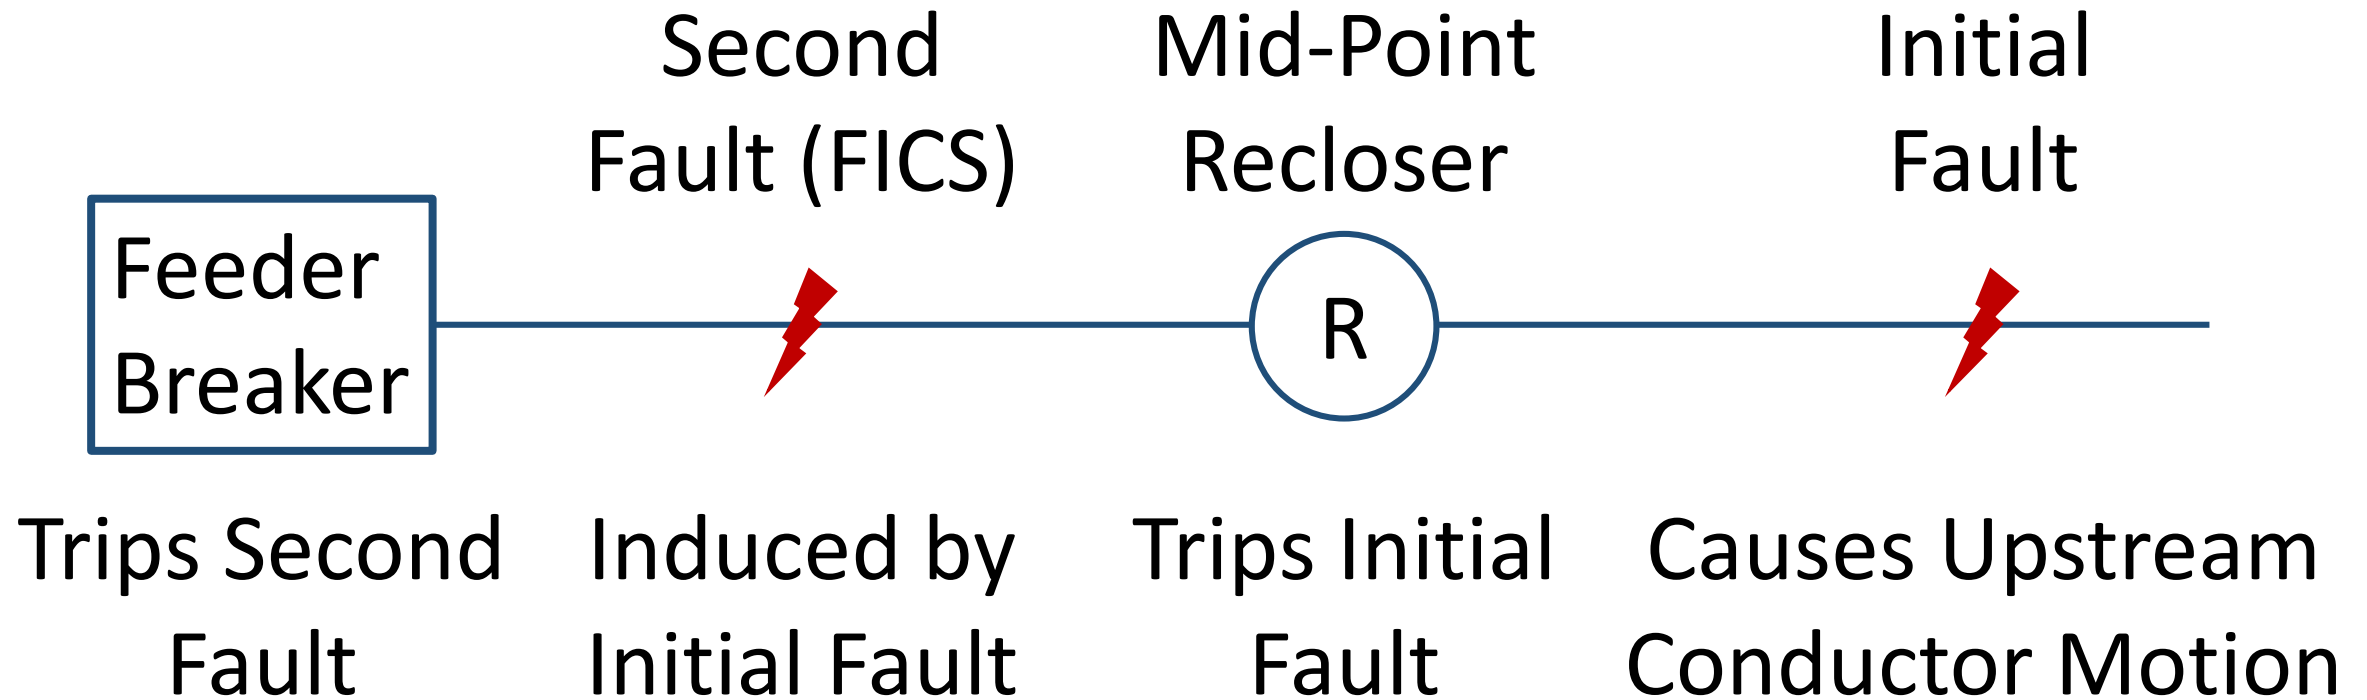 Second
Fault (FICS)
Mid-Point
Recloser
Initial
Fault
Feeder
Breaker
R
Trips Second
Fault
Induced by
Initial Fault
Trips Initial
Fault
Causes Upstream
Conductor Motion